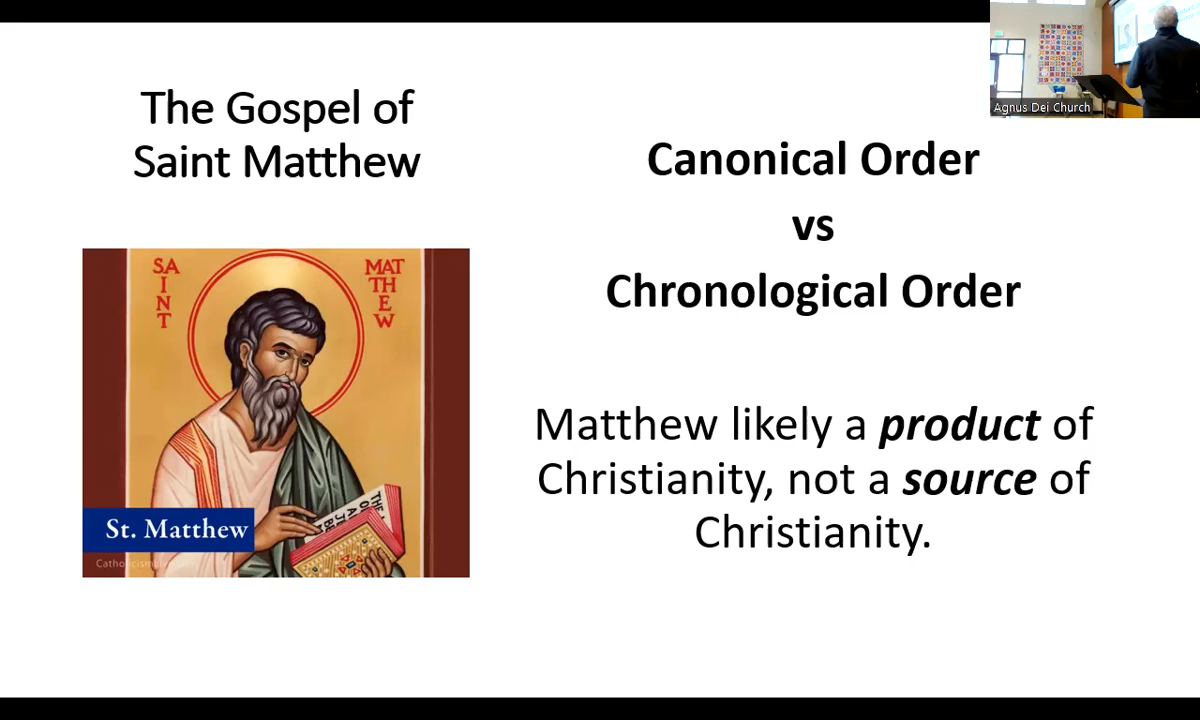 The Gospel of
Saint Matthew
Agnus Dei Church
Canonical Order
vs
Chronological Order
SA
I
N
T
MAT
TH
E
W
St. Matthew
Matthew likely a product of
Christianity, not a source of
Christianity.